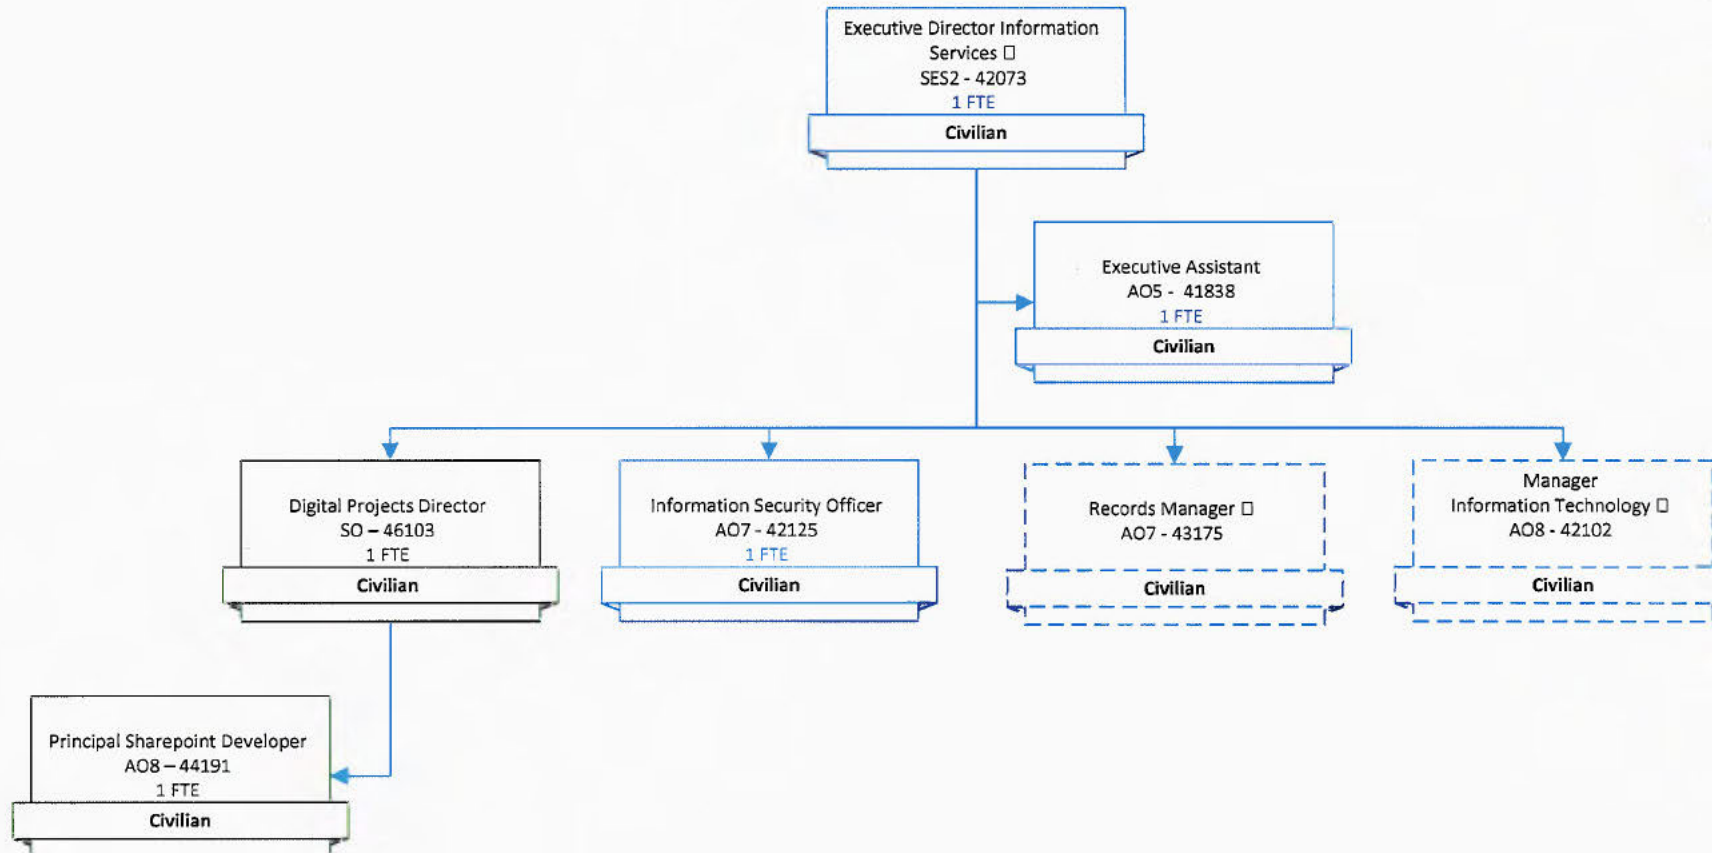 Executive Director Information
Services □
SES2 - 42073
1 FTE
Civilian
Executive Assistant
AO5 - 41838
1 FTE
Civilian
Digital Projects Director
SO – 46103
1 FTE
Civilian
Information Security Officer
AO7 - 42125
1 FTE
Civilian
Records Manager □
AO7 - 43175
Civilian
Manager
Information Technology □
AO8 - 42102
Civilian
Principal Sharepoint Developer
AO8 – 44191
1 FTE
Civilian